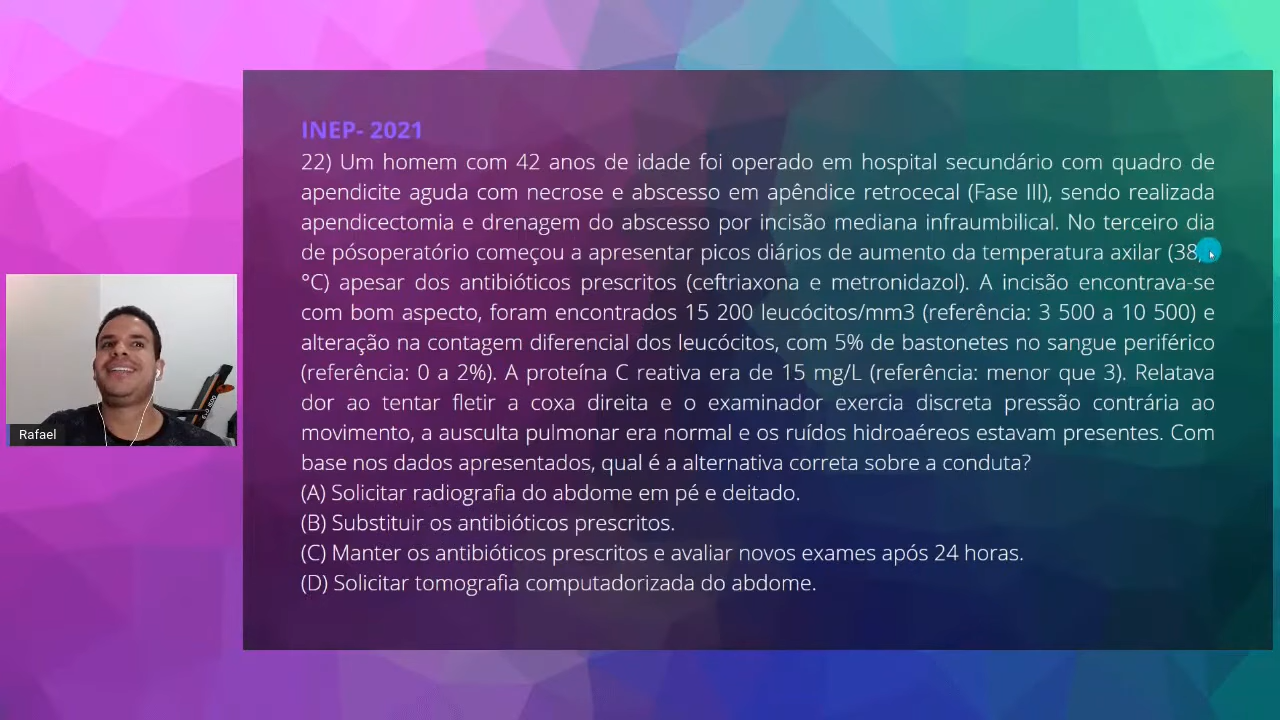 INEP- 2021
22) Um homem com 42 anos de idade foi operado em hospital secundário com quadro de
apendicite aguda com necrose e abscesso em apêndice retrocecal (Fase III), sendo realizada
apendicectomia e drenagem do abscesso por incisão mediana infraumbilical. No terceiro dia
de pósoperatório começou a apresentar picos diários de aumento da temperatura axilar (38,
°C) apesar dos antibióticos prescritos (ceftriaxona e metronidazol). A incisão encontrava-se
com bom aspecto, foram encontrados 15 200 leucócitos/mm3 (referência: 3 500 a 10 500) e
alteração na contagem diferencial dos leucócitos, com 5% de bastonetes no sangue periférico
(referência: 0 a 2%). A proteína C reativa era de 15 mg/L (referência: menor que 3). Relatava
dor ao tentar fletir a coxa direita e o examinador exercia discreta pressão contrária ao
movimento, a ausculta pulmonar era normal e os ruídos hidroaéreos estavam presentes. Com
base nos dados apresentados, qual é a alternativa correta sobre a conduta?
(A) Solicitar radiografia do abdome em pé e deitado.
(B) Substituir os antibióticos prescritos.
(C) Manter os antibióticos prescritos e avaliar novos exames após 24 horas.
(D) Solicitar tomografia computadorizada do abdome.
Rafael